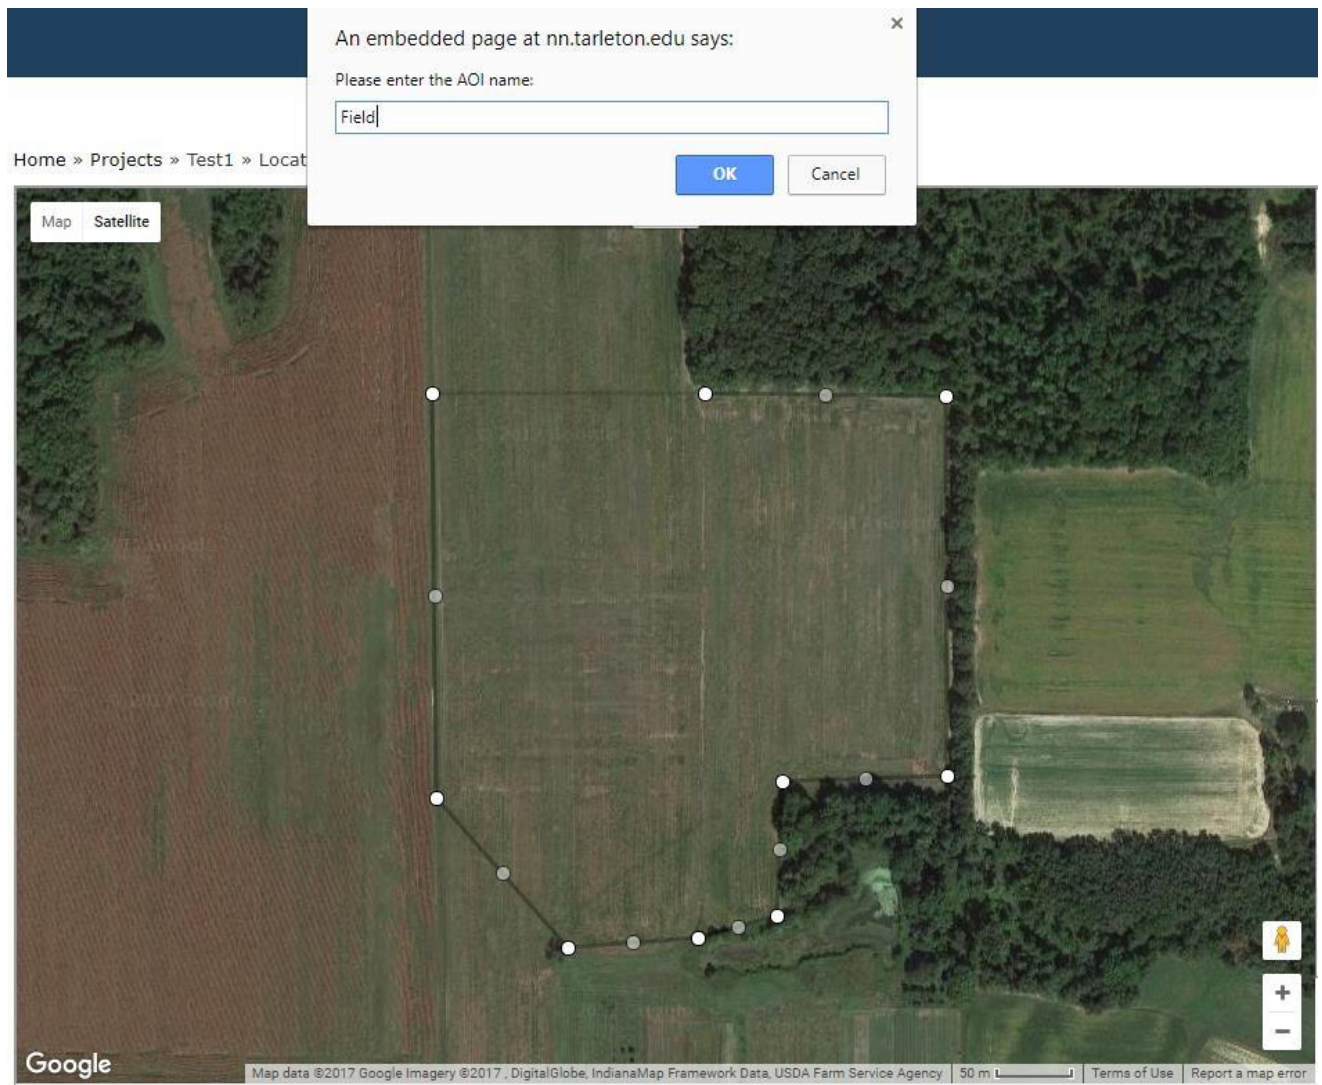 An embedded page at nn.tarleton.edu says:
×
Please enter the AOI name:
Field
OK
Cancel
Home » Projects » Test1 » Locat
Map
Satellite
Google
Map data ©2017 Google Imagery ©2017 , DigitalGlobe, IndianaMap Framework Data, USDA Farm Service Agency
50 m
Terms of Use
Report a map error
+
−